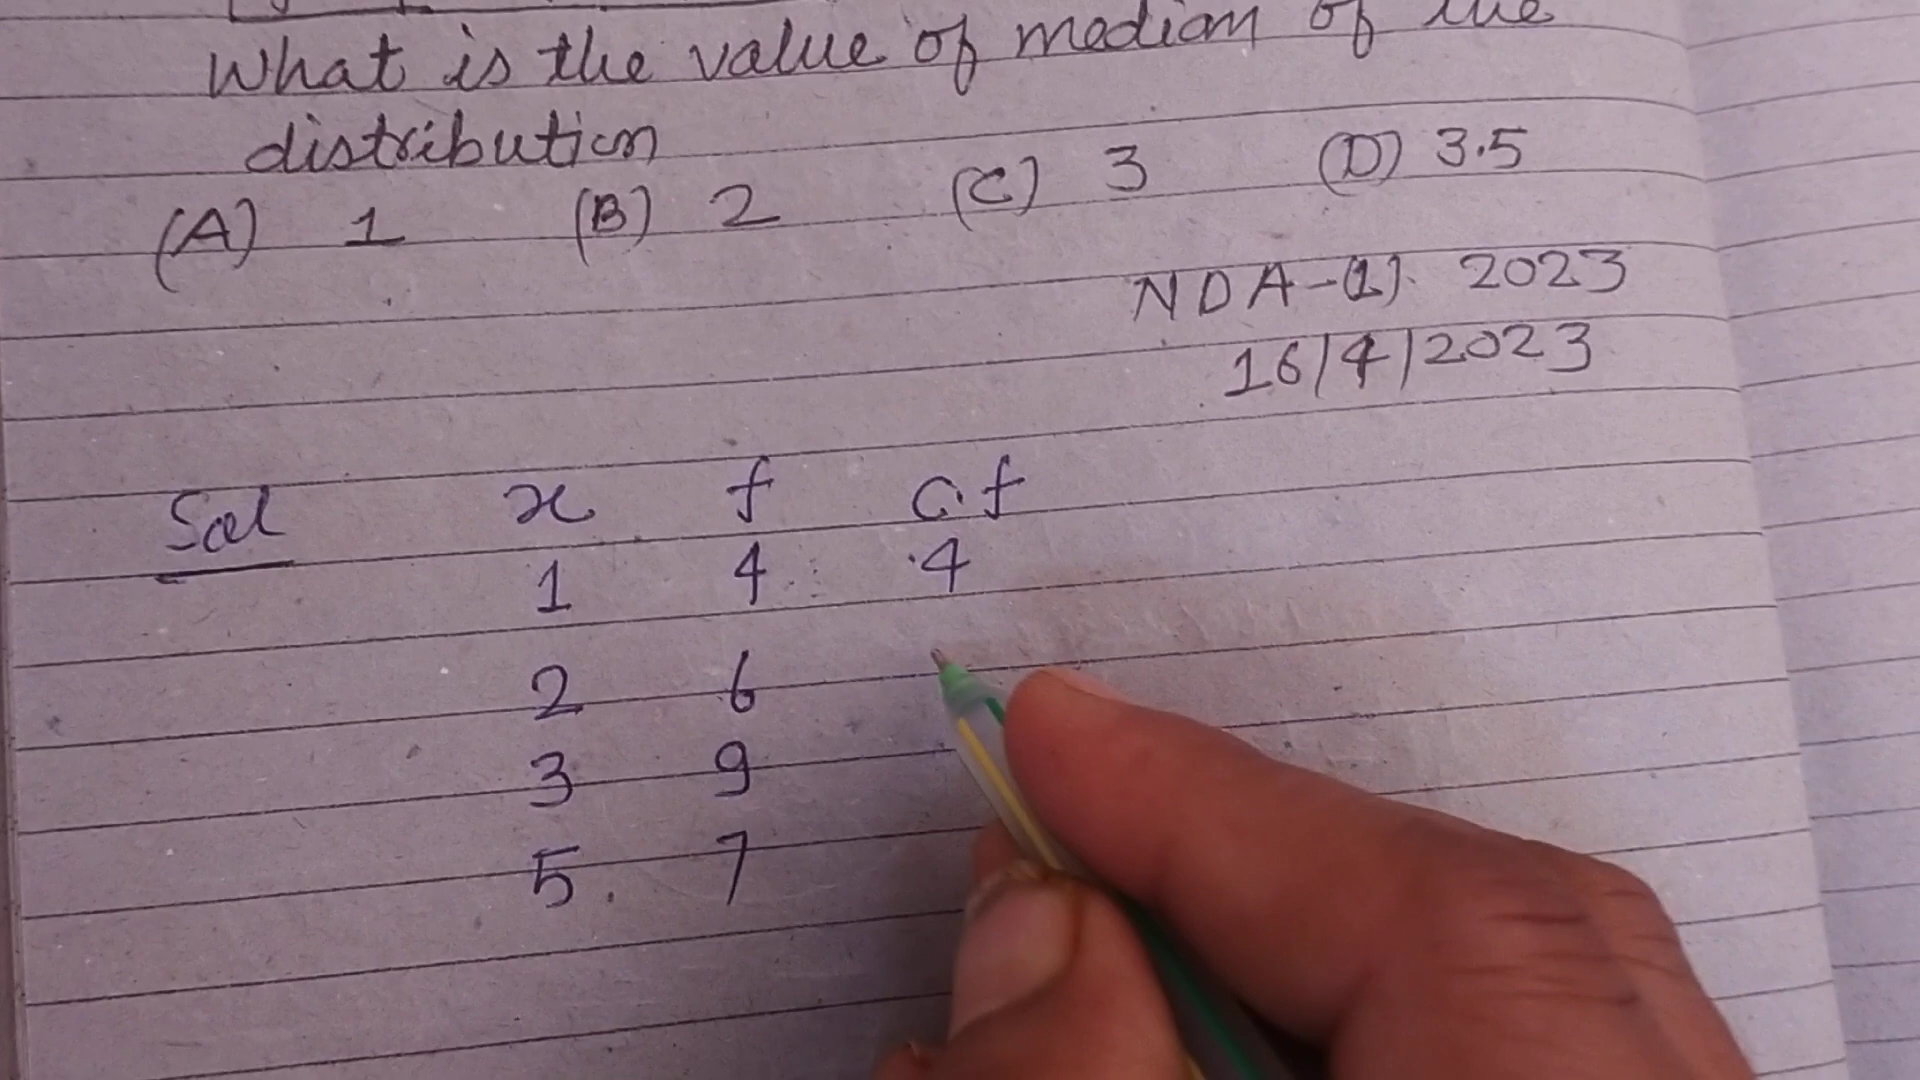 What is the value of median of the
distribution
(A) 1 (B) 2 (C) 3 (D) 3.5
NDA-(1). 2023
16/4/2023
Sol x f c.f
1 4 4
2 6
3 9
5. 7